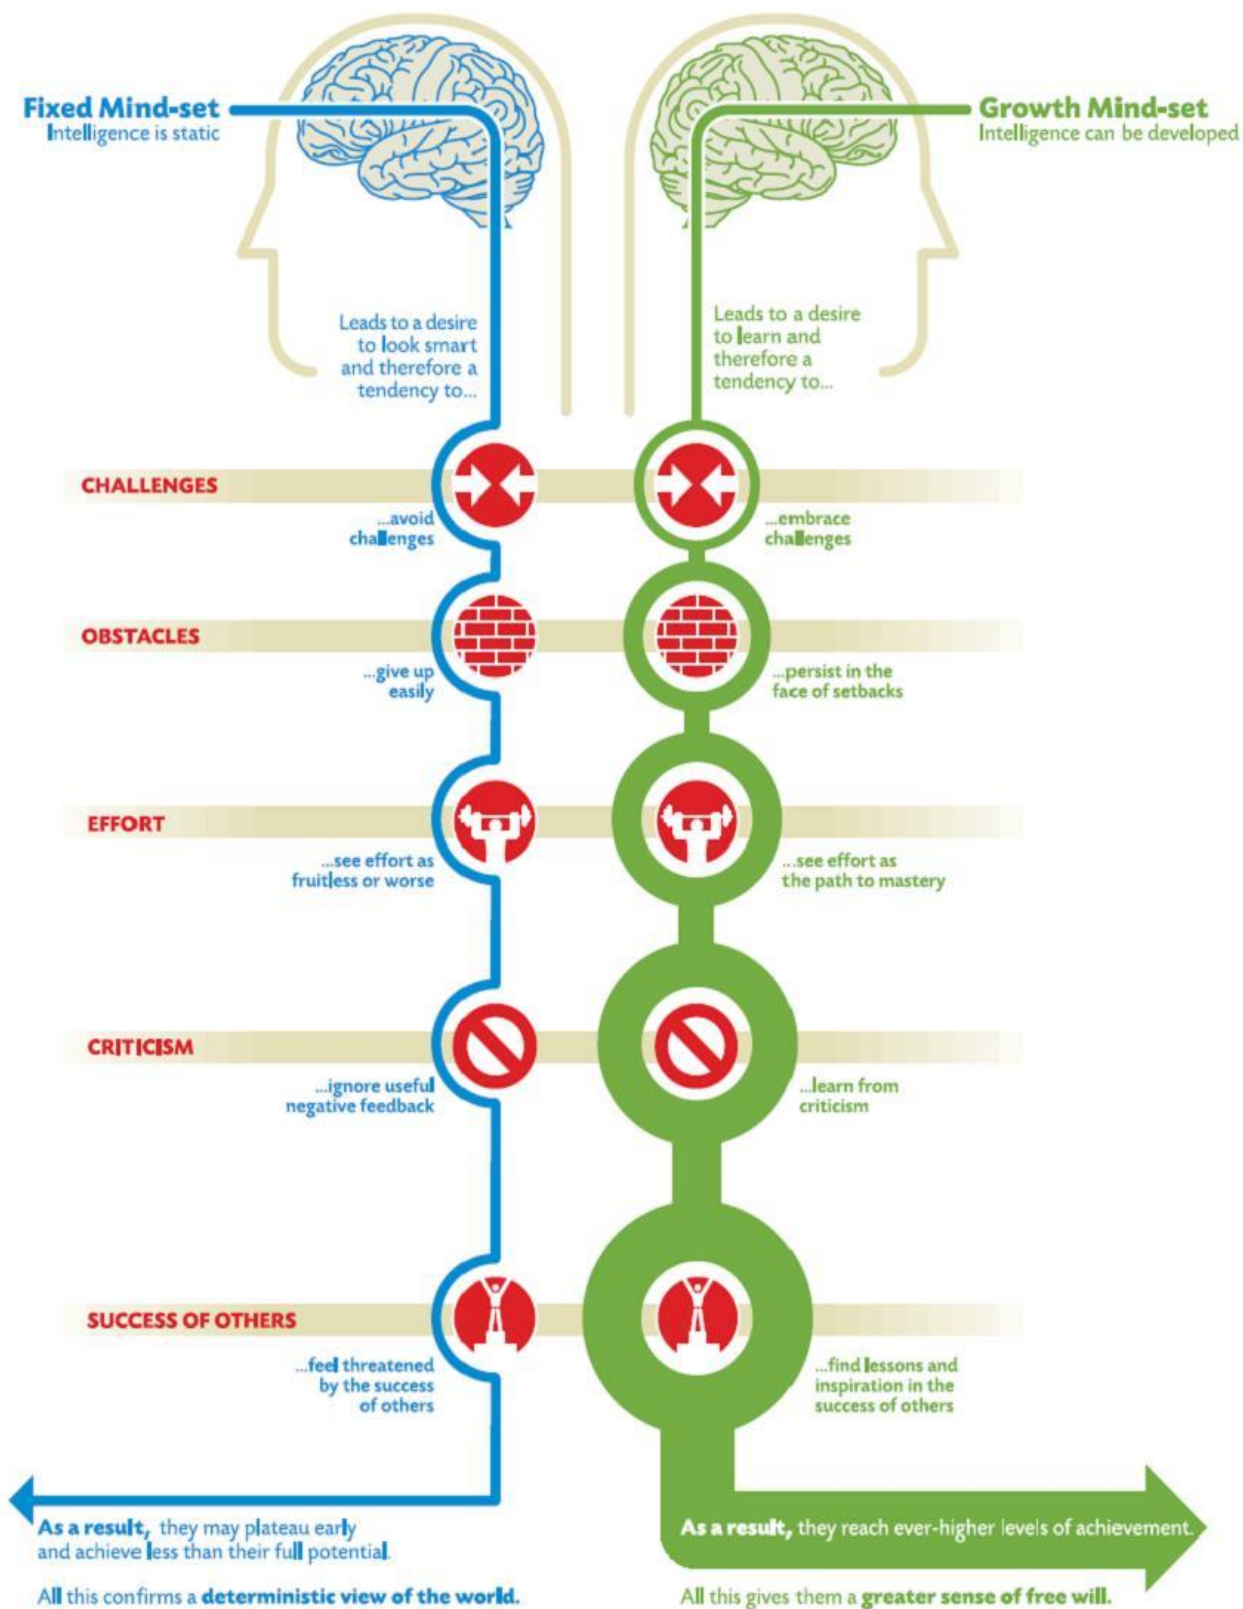 Fixed Mind-set
Intelligence is static
Growth Mind-set
Intelligence can be developed
Leads to a desire
to look smart
and therefore a
tendency to...
Leads to a desire
to learn and
therefore a
tendency to...
CHALLENGES
...avoid
challenges
...embrace
challenges
OBSTACLES
...give up
easily
...persist in the
face of setbacks
EFFORT
...see effort as
fruitless or worse
...see effort as
the path to mastery
CRITICISM
...ignore useful
negative feedback
...learn from
criticism
SUCCESS OF OTHERS
...feel threatened
by the success
of others
...find lessons and
inspiration in the
success of others
As a result, they may plateau early
and achieve less than their full potential.
All this confirms a deterministic view of the world.
As a result, they reach ever-higher levels of achievement.
All this gives them a greater sense of free will.